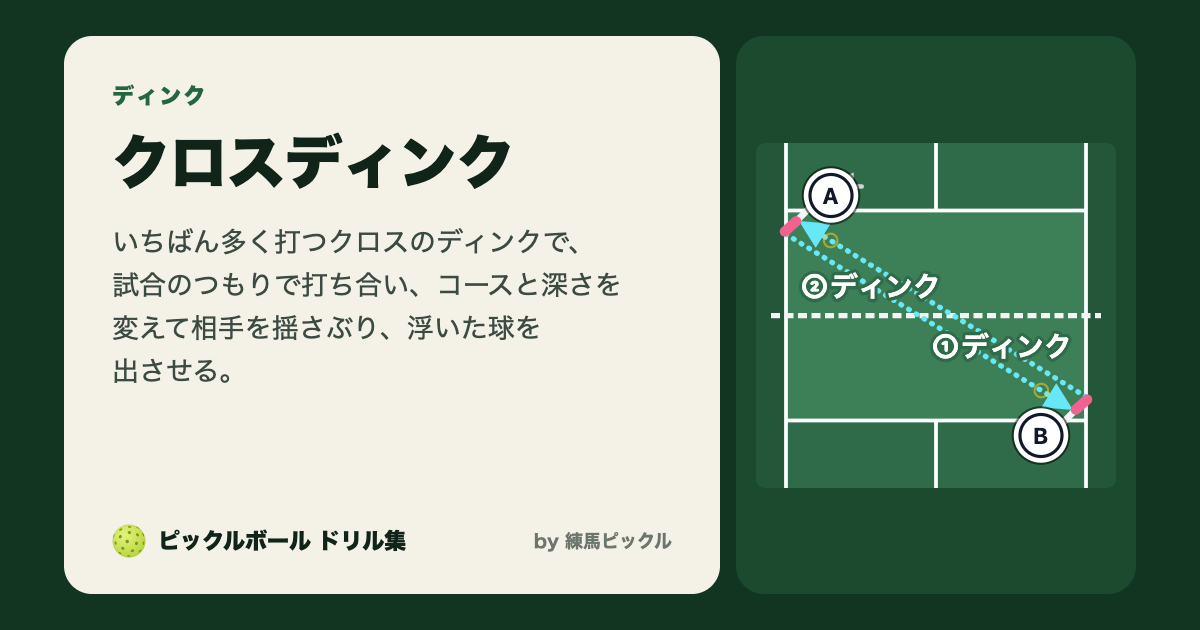 ディンク
クロスディンク
いちばん多く打つクロスのディンクで、
試合のつもりで打ち合い、コースと深さを
変えて相手を揺さぶり、浮いた球を
出させる。
ピックルボール ドリル集
by 練馬ピックル
A
②ディンク
①ディンク
B